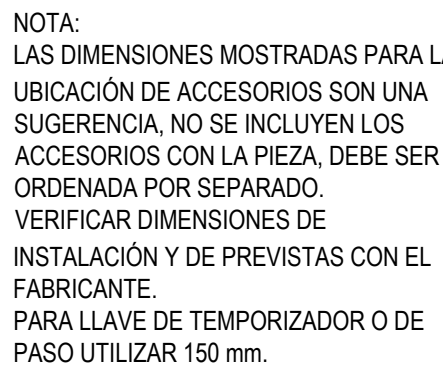 NOTA:
LAS DIMENSIONES MOSTRADAS PARA LA
UBICACIÓN DE ACCESORIOS SON UNA
SUGERENCIA, NO SE INCLUYEN LOS
ACCESORIOS CON LA PIEZA, DEBE SER
ORDENADA POR SEPARADO.
VERIFICAR DIMENSIONES DE
INSTALACIÓN Y DE PREVISTAS CON EL
FABRICANTE.
PARA LLAVE DE TEMPORIZADOR O DE
PASO UTILIZAR 150 mm.